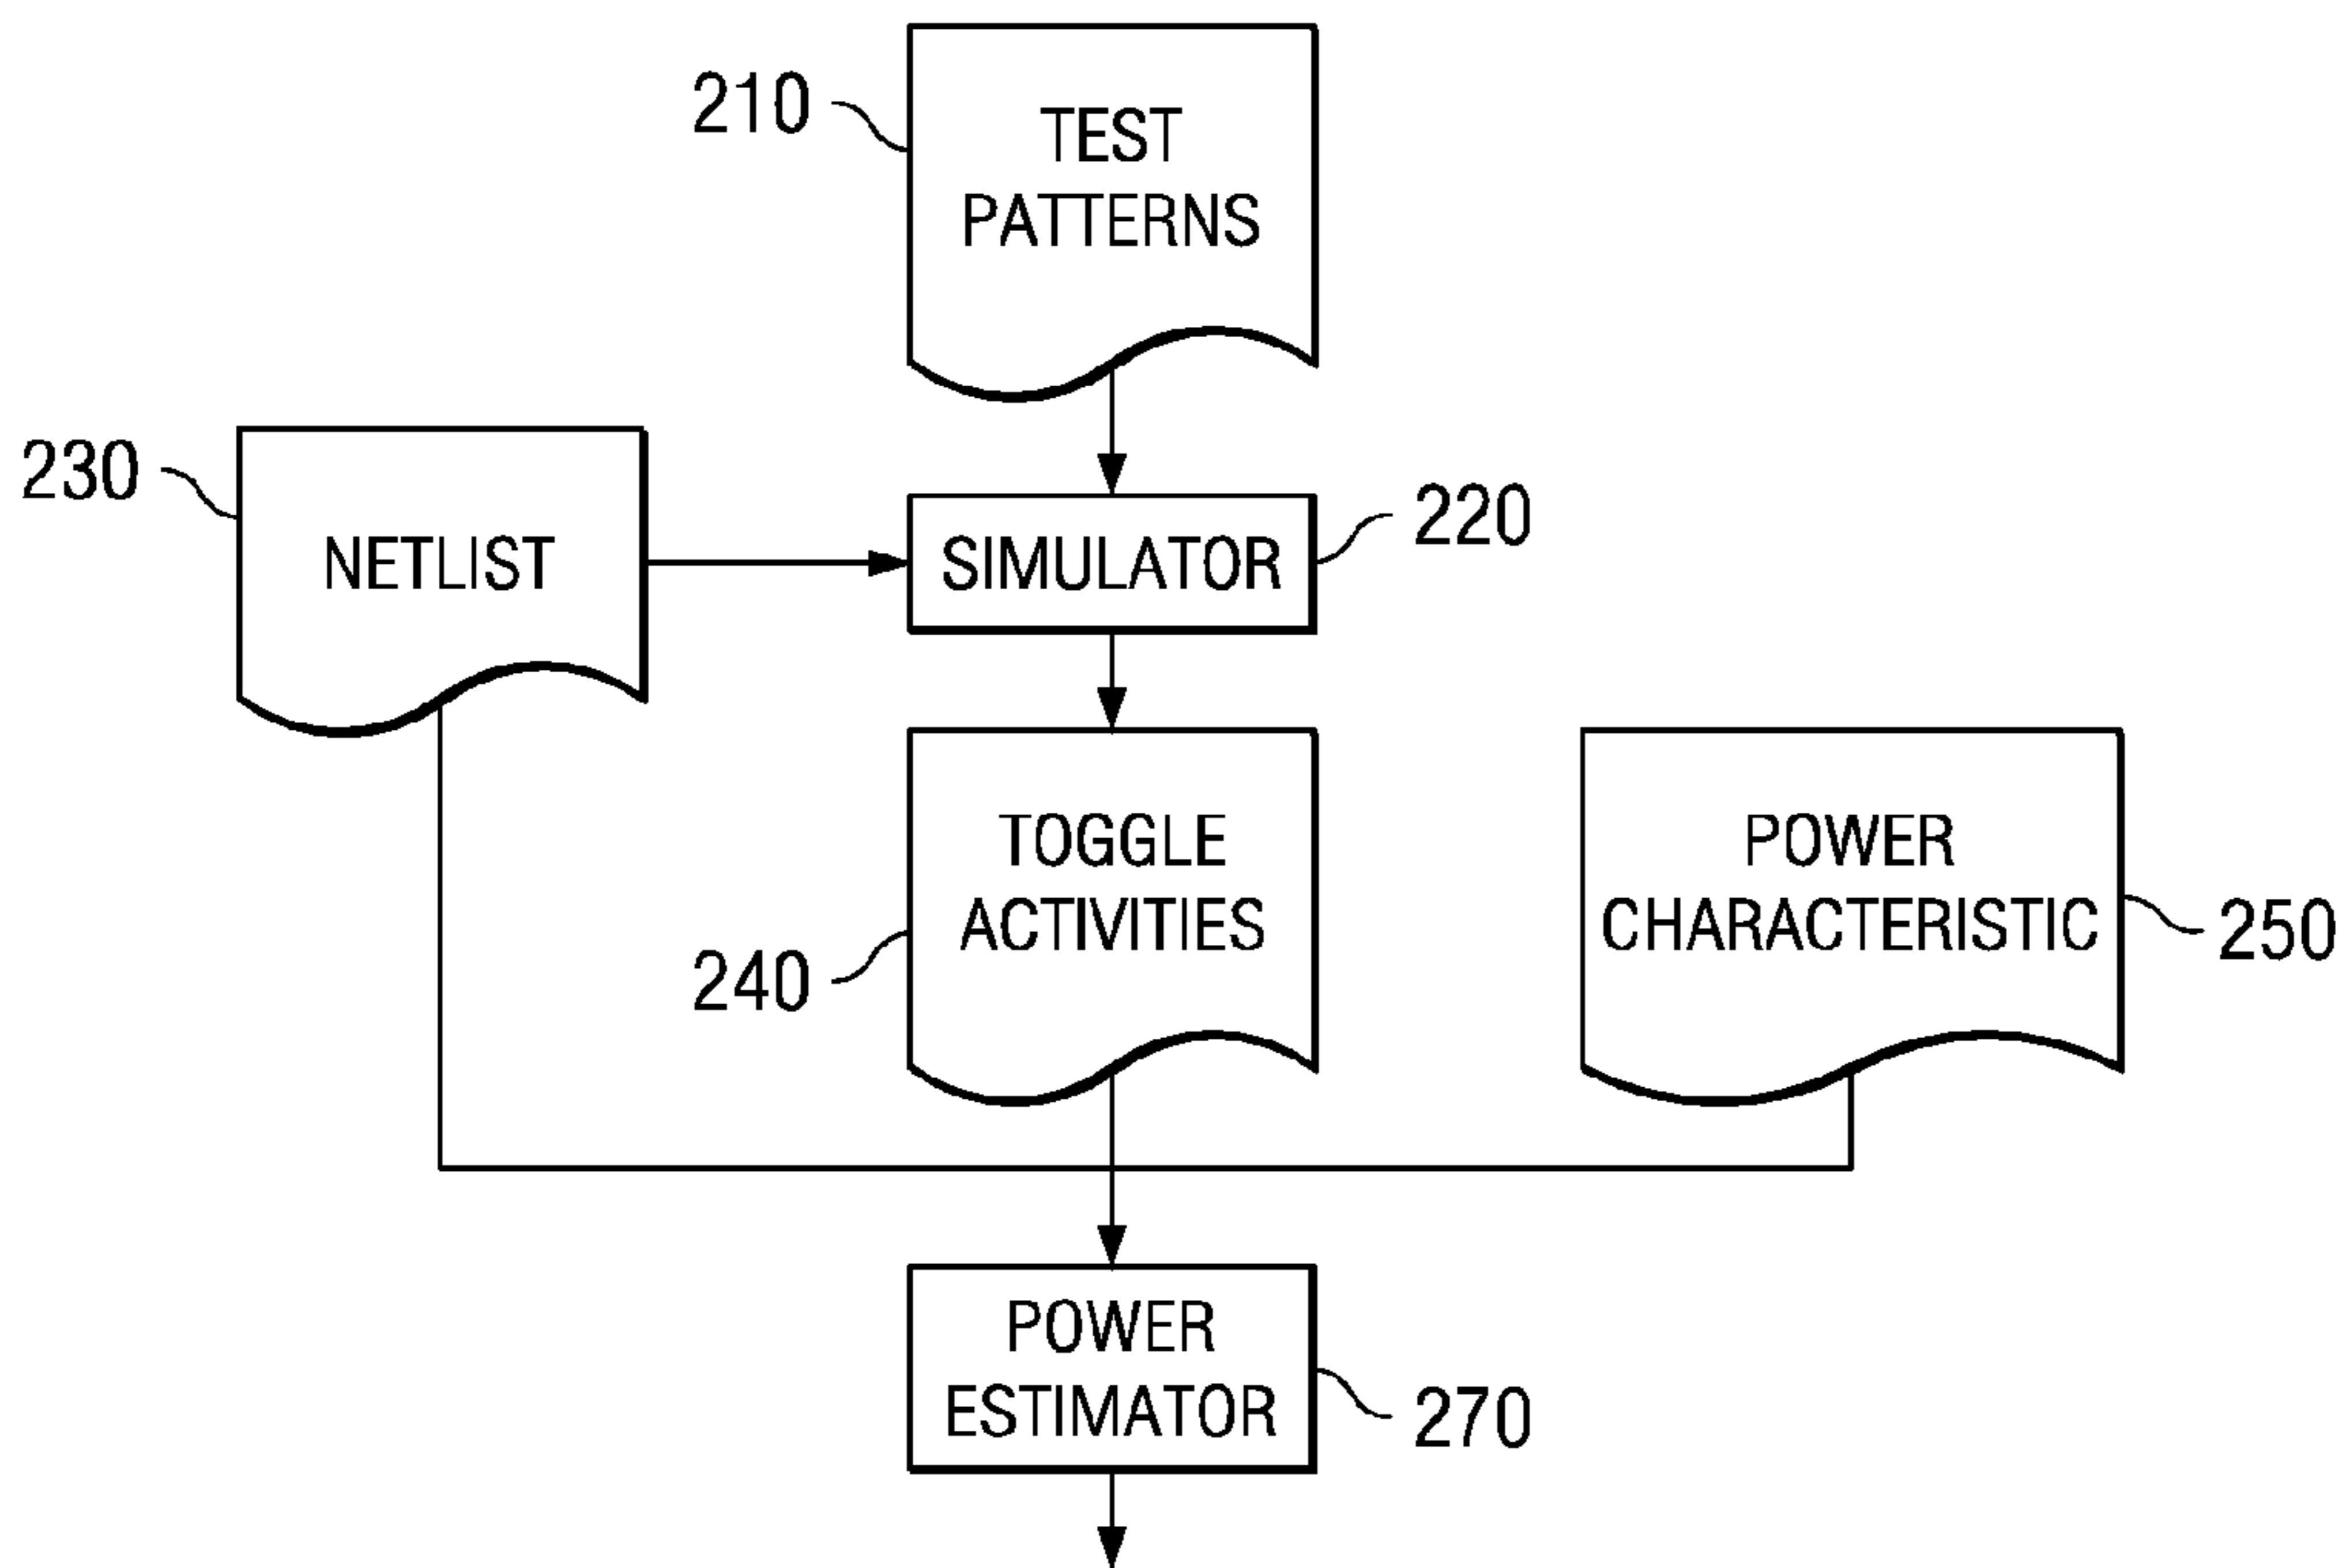 210
TEST
PATTERNS
230
NETLIST
SIMULATOR
220
TOGGLE
ACTIVITIES
240
POWER
CHARACTERISTIC
250
POWER
ESTIMATOR
270